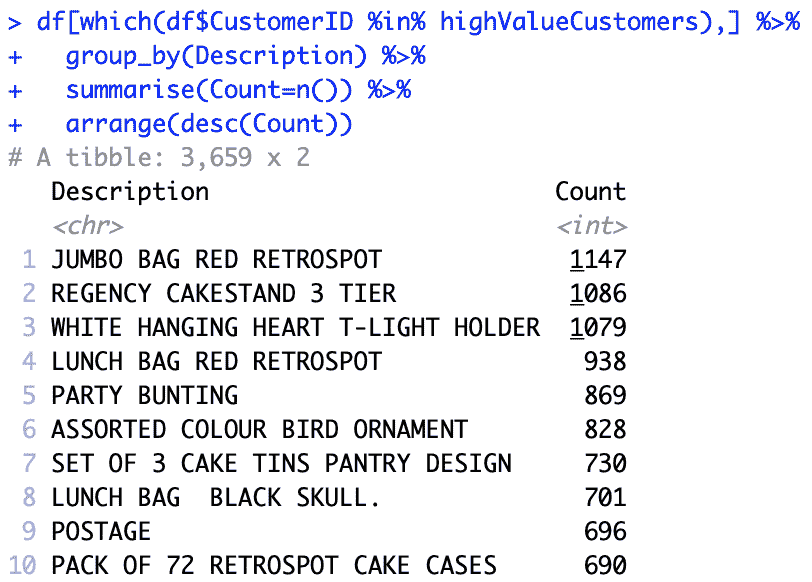 > df[which(df$CustomerID %in% highValueCustomers),] %>%
+   group_by(Description) %>%
+   summarise(Count=n()) %>%
+   arrange(desc(Count))
# A tibble: 3,659 x 2
   Description                       Count
   <chr>                             <int>
 1 JUMBO BAG RED RETROSPOT            1147
 2 REGENCY CAKESTAND 3 TIER           1086
 3 WHITE HANGING HEART T-LIGHT HOLDER  1079
 4 LUNCH BAG RED RETROSPOT             938
 5 PARTY BUNTING                       869
 6 ASSORTED COLOUR BIRD ORNAMENT       828
 7 SET OF 3 CAKE TINS PANTRY DESIGN    730
 8 LUNCH BAG  BLACK SKULL.             701
 9 POSTAGE                             696
10 PACK OF 72 RETROSPOT CAKE CASES     690